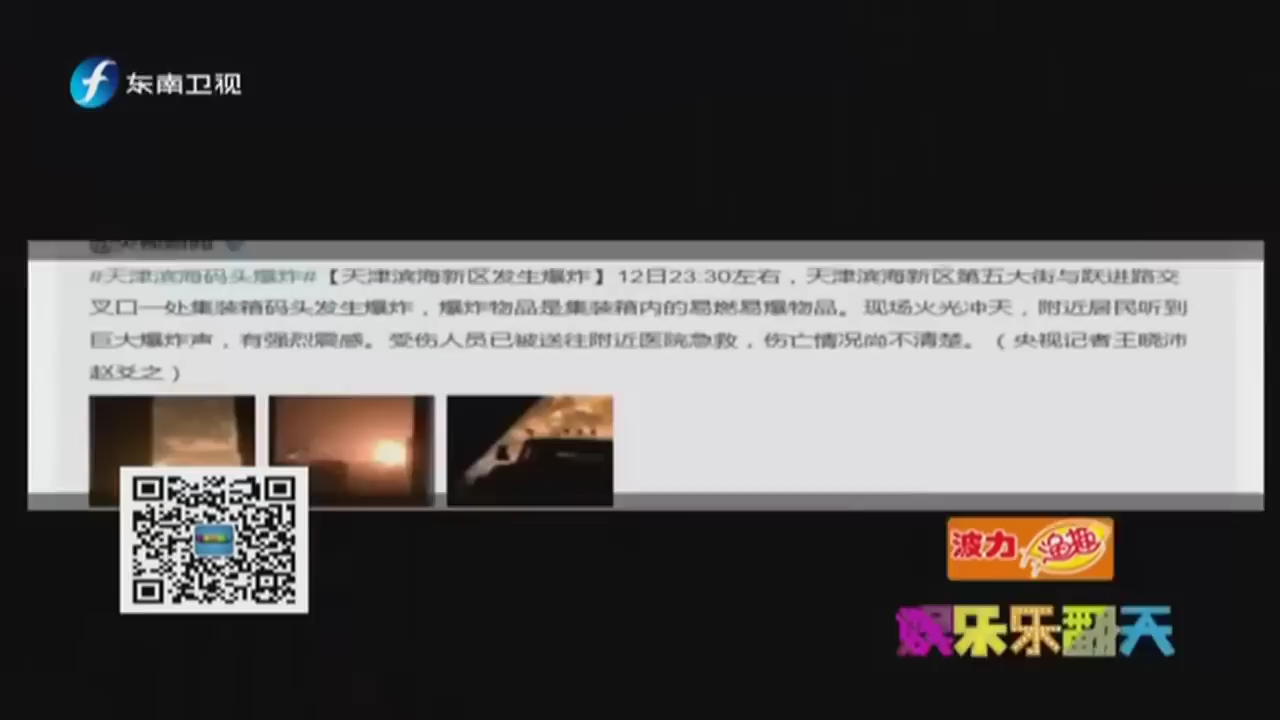 东南卫视
#天津滨海码头爆炸#【天津滨海新区发生爆炸】12日23:30左右，天津滨海新区第五大街与跃进路交
叉口一处集装箱码头发生爆炸，爆炸物品是集装箱内的易燃易爆物品。现场火光冲天，附近居民听到
巨大爆炸声，有强烈震感。受伤人员已被送往附近医院急救，伤亡情况尚不清楚。（央视记者王晓沛
赵旻之）
波力
渔趣
娱乐乐翻天